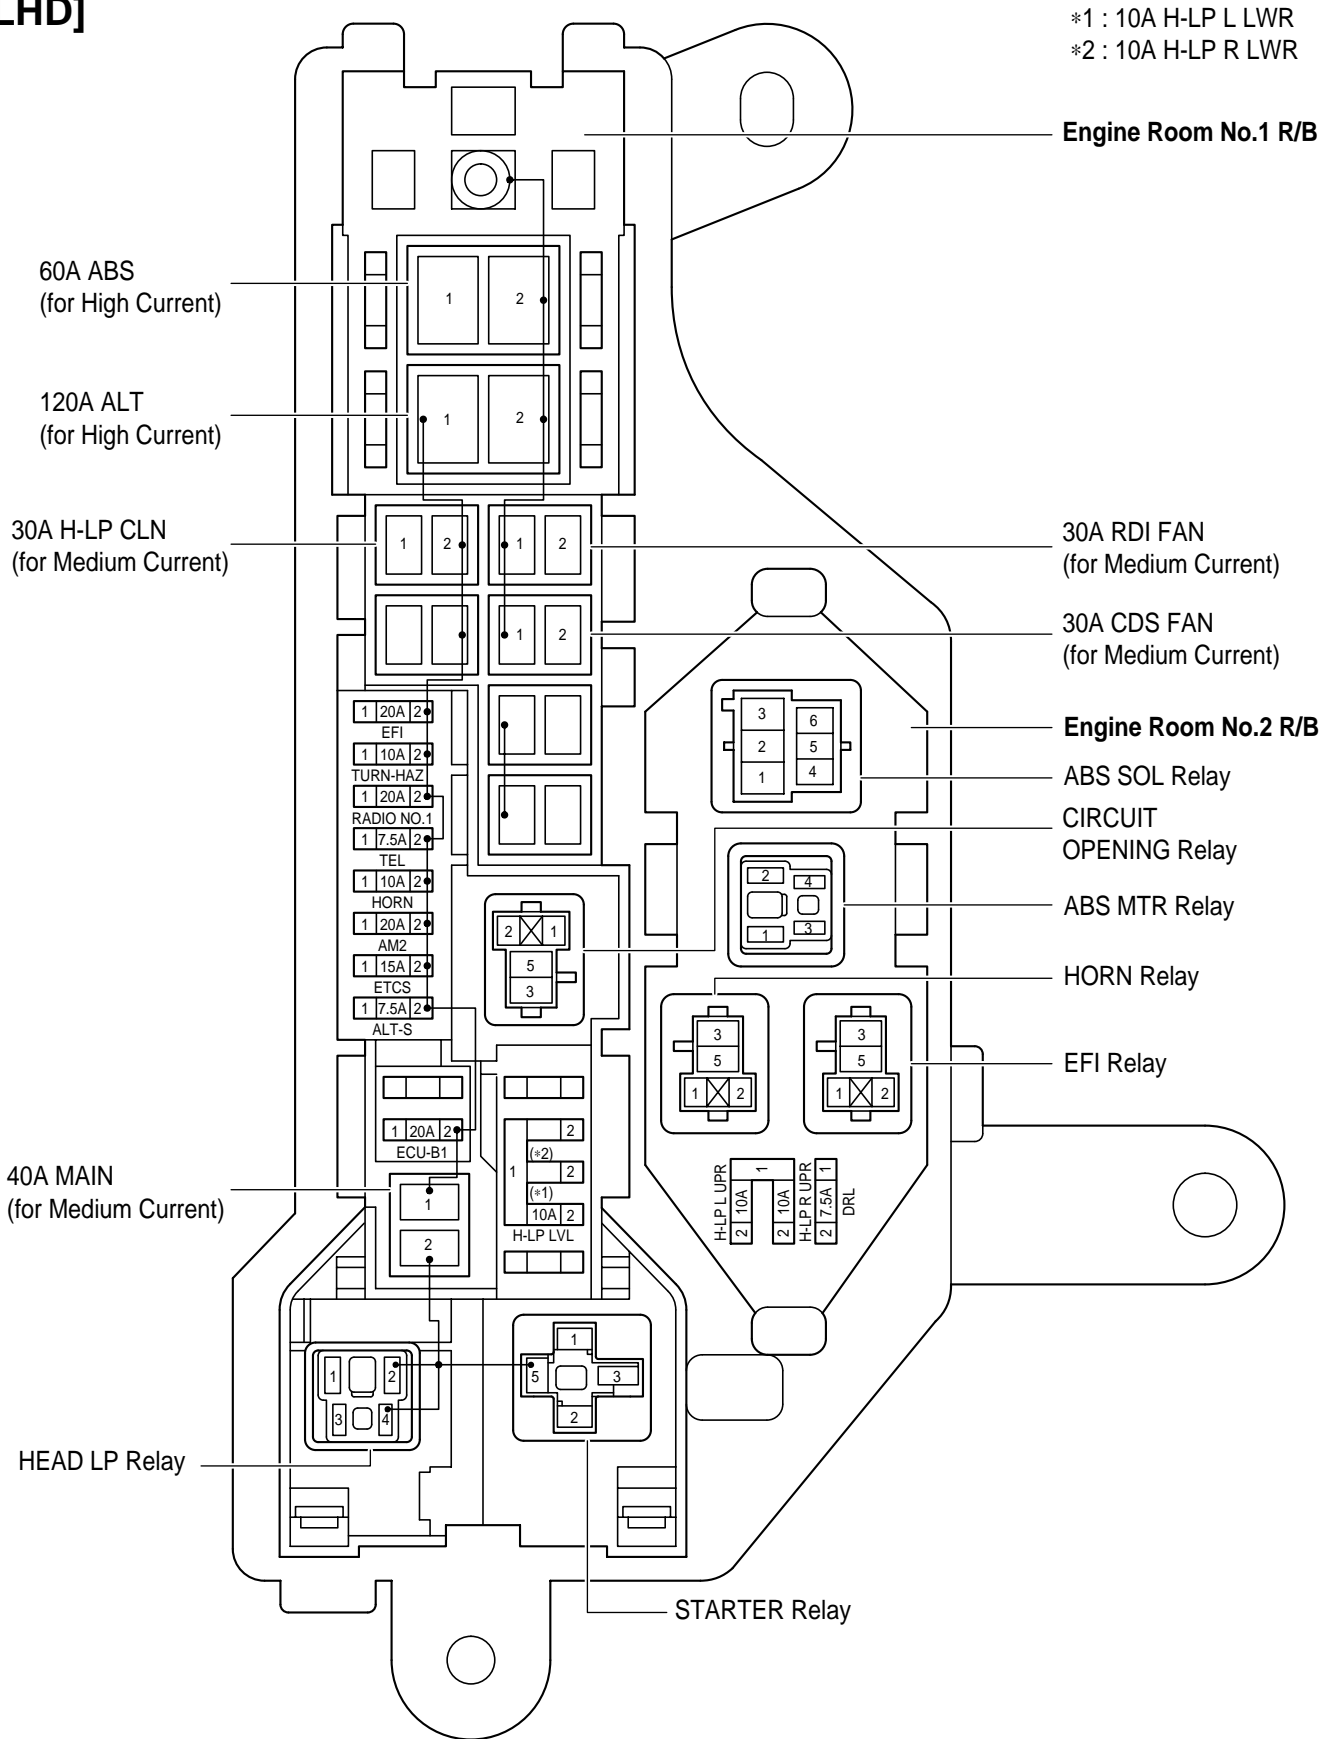 LHD]
∗1 : 10A H-LP L LWR
∗2 : 10A H-LP R LWR
Engine Room No.1 R/B
60A ABS
(for High Current)
1 2
120A ALT
(for High Current)
1 2
30A H-LP CLN
(for Medium Current)
1 2
1 2
30A RDI FAN
(for Medium Current)
1 2
30A CDS FAN
(for Medium Current)
Engine Room No.2 R/B
3 6
2 5
1 4
ABS SOL Relay
CIRCUIT
OPENING Relay
2 4
1 3
ABS MTR Relay
1 20A 2
EFI
1 10A 2
TURN-HAZ
1 20A 2
RADIO NO.1
1 7.5A 2
TEL
1 10A 2
HORN
1 20A 2
AM2
1 15A 2
ETCS
1 7.5A 2
ALT-S
2 1
5
3
HORN Relay
3
5
1 2
3
5
1 2
EFI Relay
1 20A 2
ECU-B1
40A MAIN
(for Medium Current)
1
2
1
2
(∗2)
2
(∗1)
10A 2
H-LP LVL
H-LP L UPR
2 10A
1
2 10A
H-LP R UPR
2 7.5A 1
DRL
1 2
3 4
HEAD LP Relay
1
5 3
2
STARTER Relay